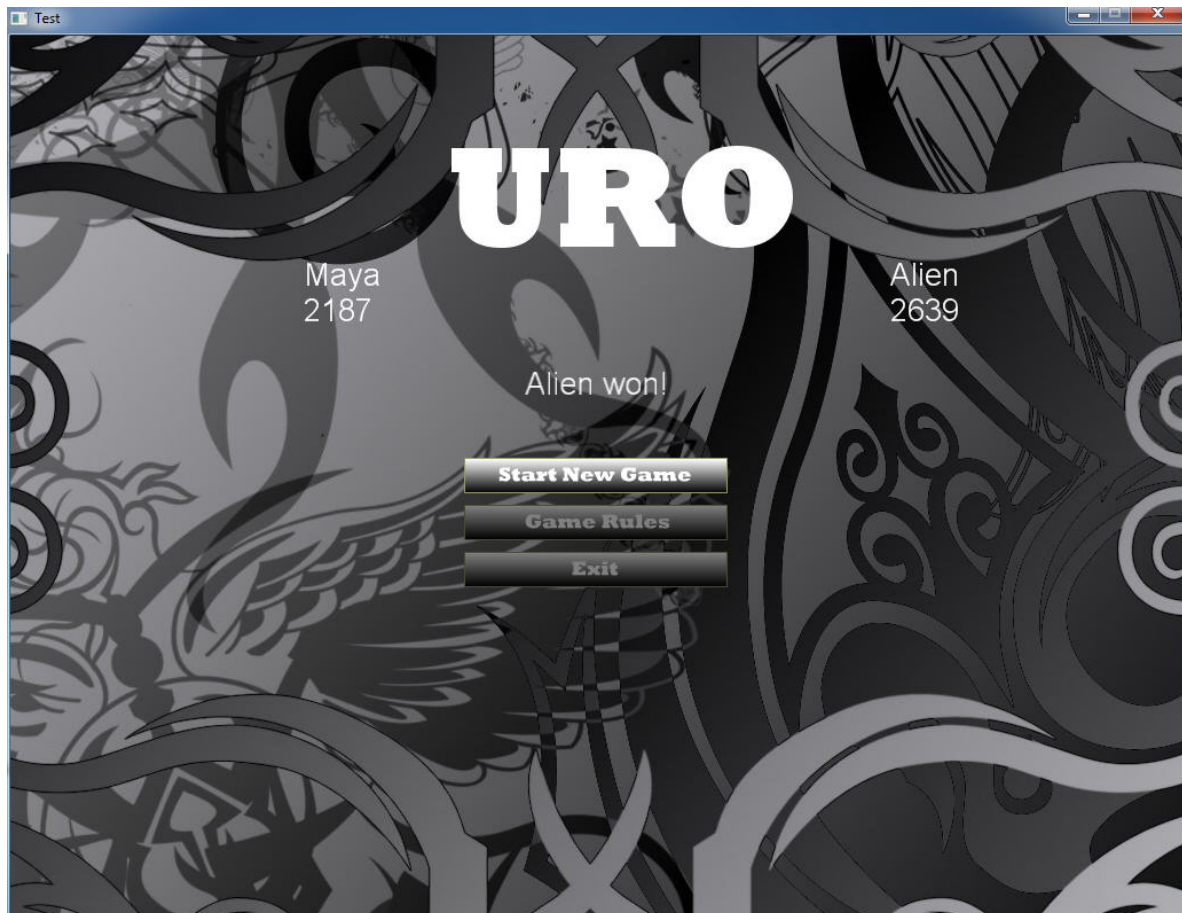 Test
URO
Maya
2187
Alien
2639
Alien won!
Start New Game
Game Rules
Exit